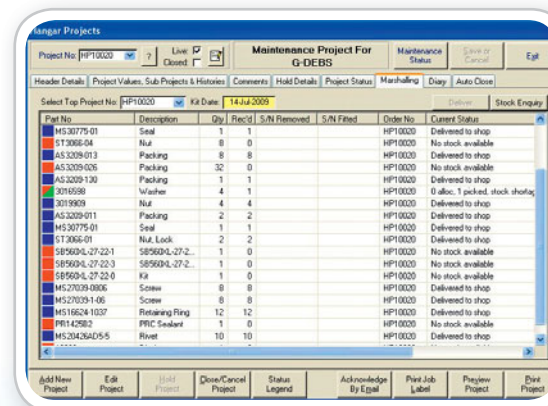 Hangar Projects
Project No: HP10020 ? Live: Closed: Maintenance Project For G-DEBS Maintenance Status Save or Cancel Exit
Header Details Project Values, Sub Projects & Histories Comments Hold Details Project Status Marshalling Diary Auto Close
Select Top Project No: HP10020 Kit Date: 14-Jul-2009 Deliver Stock Enquiry
Part No Description Qty Rec'd S/N Removed S/N Fitted Order No Current Status
MS30775-01 Seal 1 1 HP10020 Delivered to shop
ST3066-04 Nut 8 0 HP10020 No stock available
AS3209-013 Packing 8 8 HP10020 Delivered to shop
AS3209-026 Packing 32 0 HP10020 No stock available
AS3209-130 Packing 1 1 HP10020 Delivered to shop
3016598 Washer 4 1 HP10020 0 alloc, 1 picked, stock shortag
3019909 Nut 4 4 HP10020 Delivered to shop
AS3209-011 Packing 2 2 HP10020 Delivered to shop
MS30775-01 Seal 1 1 HP10020 Delivered to shop
ST3066-01 Nut, Lock 2 2 HP10020 Delivered to shop
SB560XL-27-22-1 SB560XL-27-2... 1 0 HP10020 No stock available
SB560XL-27-22-3 SB560XL-27-2... 1 0 HP10020 No stock available
SB560XL-27-22-0 Kit 1 0 HP10020 No stock available
MS27039-0806 Screw 8 8 HP10020 Delivered to shop
MS27039-1-06 Screw 8 8 HP10020 Delivered to shop
MS16624-1037 Retaining Ring 12 12 HP10020 Delivered to shop
PR1425B2 PRC Sealant 1 0 HP10020 No stock available
MS20426AD5-5 Rivet 10 10 HP10020 Delivered to shop
Add New Project Edit Project Hold Project Close/Cancel Project Status Legend Acknowledge By Email Print Job Label Preview Project Print Project